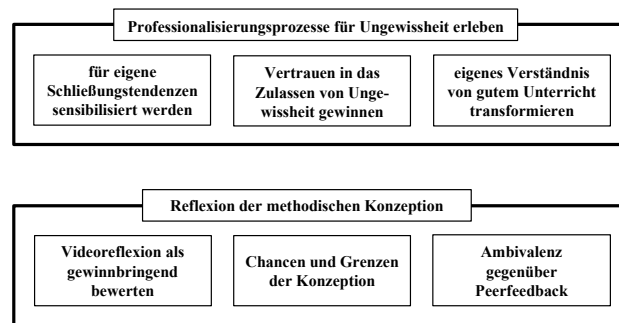 Professionalisierungsprozesse für Ungewissheit erleben
für eigene
Schließungstendenzen
sensibilisiert werden
Vertrauen in das
Zulassen von Unge-
wissheit gewinnen
eigenes Verständnis
von gutem Unterricht
transformieren
Reflexion der methodischen Konzeption
Videoreflexion als
gewinnbringend
bewerten
Chancen und Grenzen
der Konzeption
Ambivalenz
gegenüber
Peerfeedback